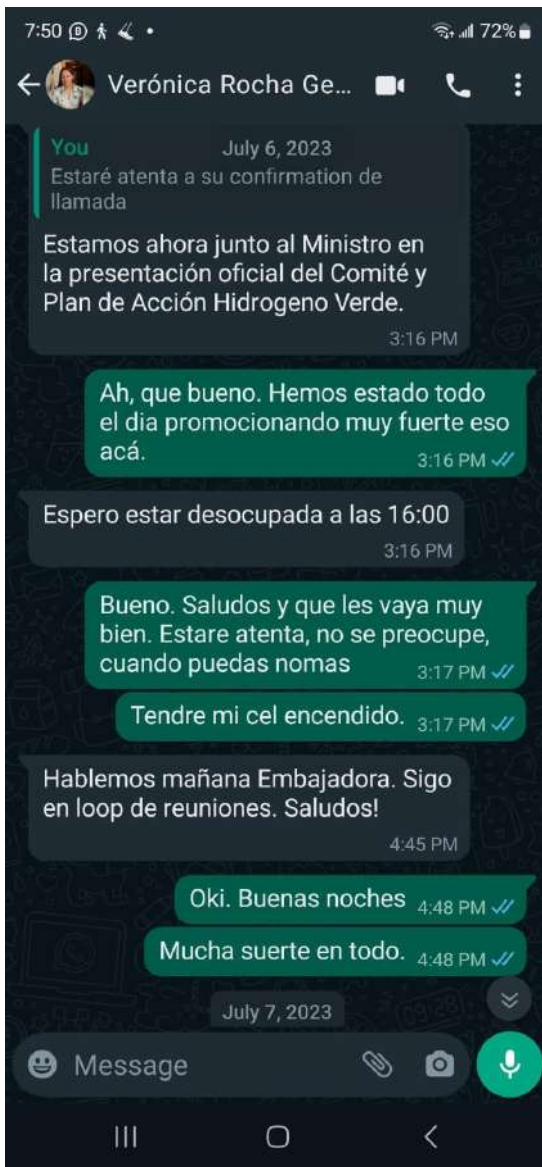 7:50
72%
Verónica Rocha Ge...
You
July 6, 2023
Estaré atenta a su confirmation de
llamada
Estamos ahora junto al Ministro en
la presentación oficial del Comité y
Plan de Acción Hidrogeno Verde.
3:16 PM
Ah, que bueno. Hemos estado todo
el dia promocionando muy fuerte eso
acá.
3:16 PM
Espero estar desocupada a las 16:00
3:16 PM
Bueno. Saludos y que les vaya muy
bien. Estare atenta, no se preocupe,
cuando puedas nomas
3:17 PM
Tendre mi cel encendido. 3:17 PM
Hablemos mañana Embajadora. Sigo
en loop de reuniones. Saludos!
4:45 PM
Oki. Buenas noches 4:48 PM
Mucha suerte en todo. 4:48 PM
July 7, 2023
Message